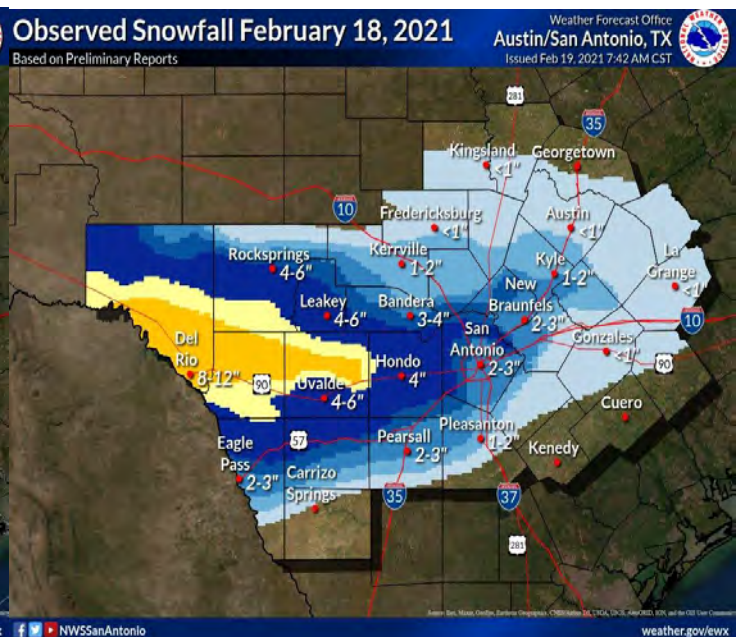 Observed Snowfall February 18, 2021
Based on Preliminary Reports
Weather Forecast Office
Austin/San Antonio, TX
Issued Feb 19, 2021 7:42 AM CST
281
35
Kingsland
<1"
Georgetown
10
Fredericksburg
<1"
Austin
<1"
Rocksprings
4-6"
Kerrville
1-2"
Kyle
1-2"
La
Grange
<1"
Leakey
4-6"
Bandera
3-4"
New
Braunfels
2-3"
10
Del
Rio
8-12"
90
Uvalde
4-6"
Hondo
4"
San
Antonio
2-3"
Gonzales
<1"
90
Cuero
Eagle
Pass
2-3"
57
Pearsall
2-3"
Pleasanton
1-2"
Kenedy
Carrizo
Springs
35
37
281
NWSSanAntonio
weather.gov/ewx